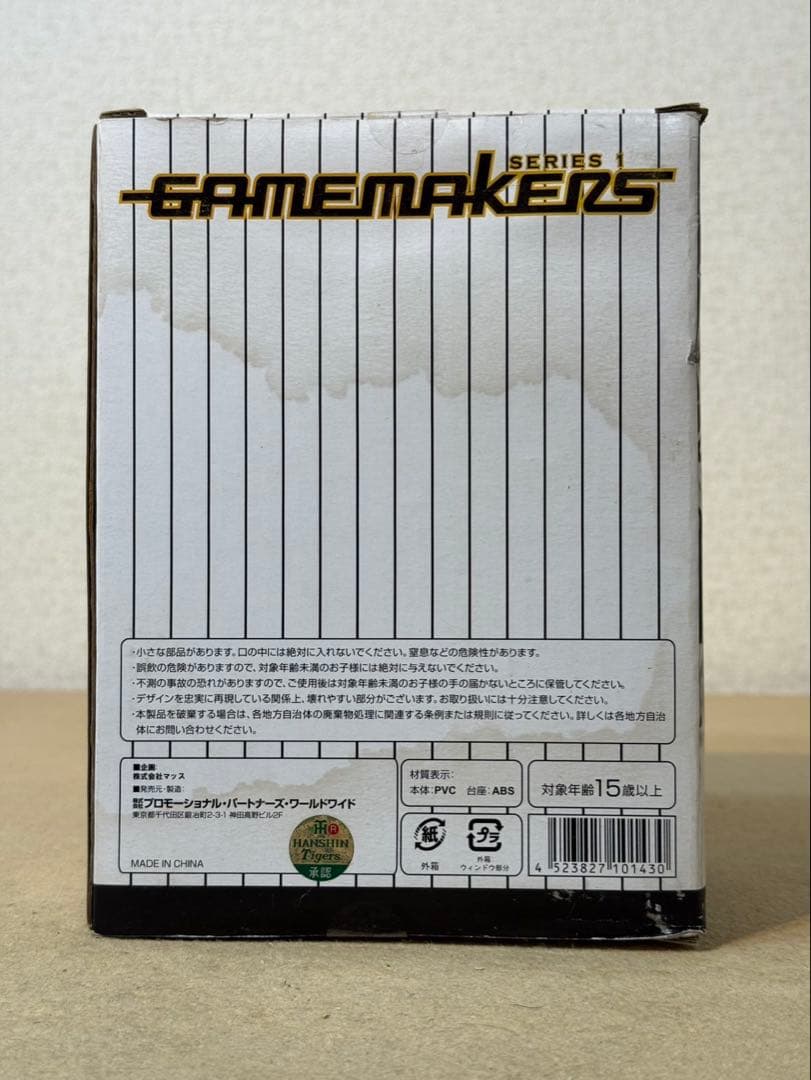 SERIES 1
GAMEMAKERS
・小さな部品があります。口の中には絶対に入れないでください。窒息などの危険性があります。
・誤飲の危険がありますので、対象年齢未満のお子様には絶対に与えないでください。
・不測の事故の恐れがありますので、ご使用後は対象年齢未満のお子様の手の届かないところに保管してください。
・デザインを忠実に再現している関係上、壊れやすい部分がございます。お取り扱いには十分注意してください。
・本製品を破棄する場合は、各地方自治体の廃棄物処理に関連する条例または規則に従ってください。詳しくは各地方自治
体にお問い合わせください。
■企画:
株式会社マッス
■発売元・製造:
株式会社プロモーショナル・パートナーズ・ワールドワイド
東京都千代田区鍛冶町2-3-1 神田高野ビル2F
MADE IN CHINA
HANSHIN
Tigers
承認
材質表示:
本体:PVC 台座:ABS
対象年齢15歳以上
紙
外箱
プラ
外箱
ウィンドウ部分
4 523827 101430